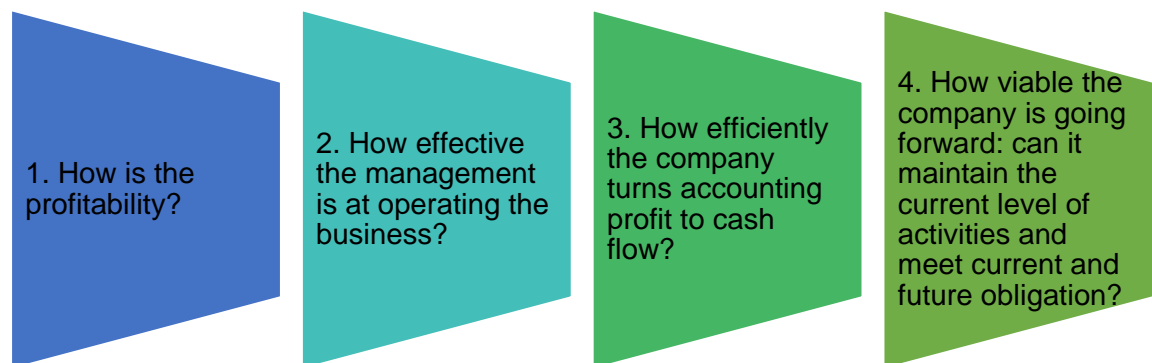 1. How is the
profitability?
2. How effective
the management
is at operating the
business?
3. How efficiently
the company
turns accounting
profit to cash
flow?
4. How viable the
company is going
forward: can it
maintain the
current level of
activities and
meet current and
future obligation?